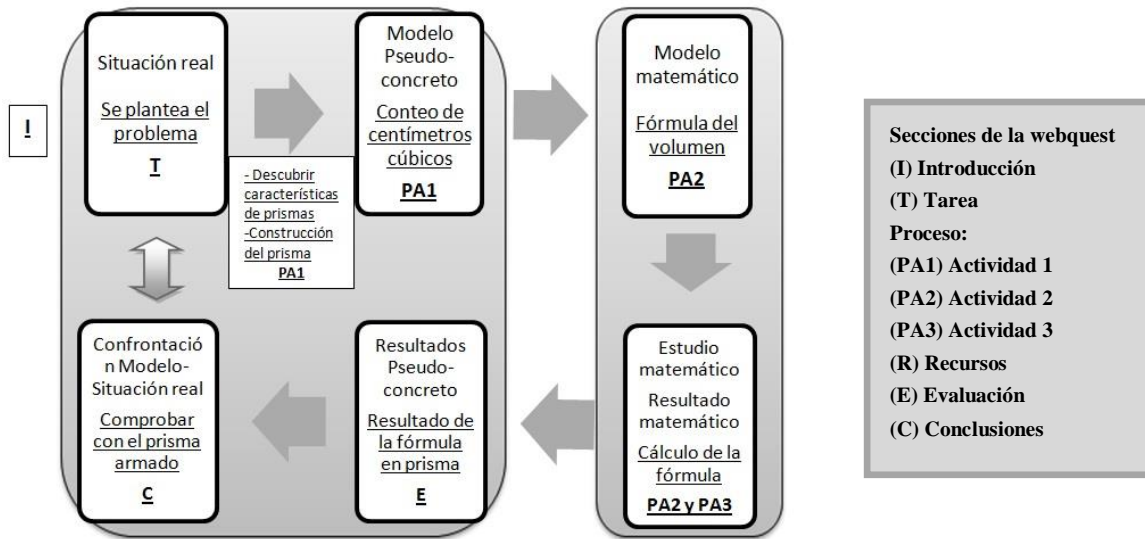 I
Situación real
Se plantea el
problema
T
- Descubrir
características
de prismas
-Construcción
del prisma
PA1
Modelo
Pseudo-
concreto
Conteo de
centímetros
cúbicos
PA1
Modelo
matemático
Fórmula del
volumen
PA2
Estudio
matemático
Resultado
matemático
Cálculo de la
fórmula
PA2 y PA3
Resultados
Pseudo-
concreto
Resultado de
la fórmula
en prisma
E
Confrontació
n Modelo-
Situación real
Comprobar
con el prisma
armado
C
Secciones de la webquest
(I) Introducción
(T) Tarea
Proceso:
(PA1) Actividad 1
(PA2) Actividad 2
(PA3) Actividad 3
(R) Recursos
(E) Evaluación
(C) Conclusiones